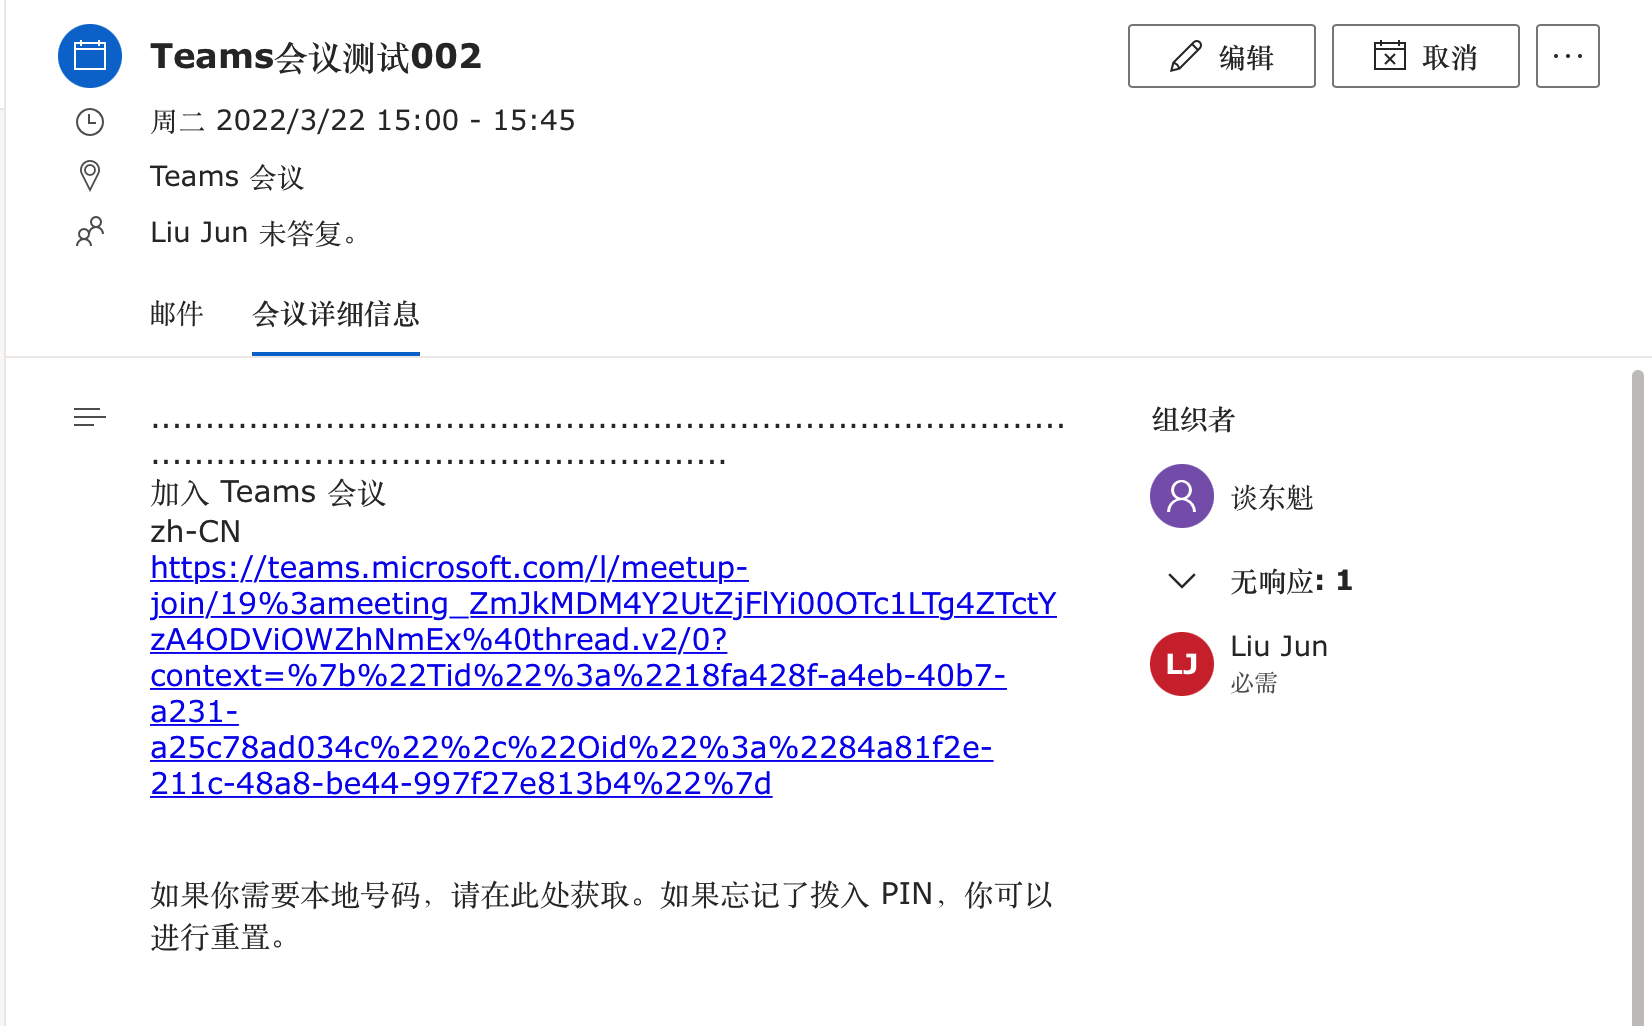 Teams会议测试002
编辑
取消
周二 2022/3/22 15:00 - 15:45
Teams 会议
Liu Jun 未答复。
邮件
会议详细信息
................................................................................
..................................................
加入 Teams 会议
zh-CN
https://teams.microsoft.com/l/meetup-
join/19%3ameeting_ZmJkMDM4Y2UtZjFlYi00OTc1LTg4ZTctY
zA4ODViOWZhNmEx%40thread.v2/0?
context=%7b%22Tid%22%3a%2218fa428f-a4eb-40b7-
a231-
a25c78ad034c%22%2c%22Oid%22%3a%2284a81f2e-
211c-48a8-be44-997f27e813b4%22%7d
如果你需要本地号码，请在此处获取。如果忘记了拨入 PIN，你可以
进行重置。
组织者
谈东魁
无响应: 1
LJ
Liu Jun
必需